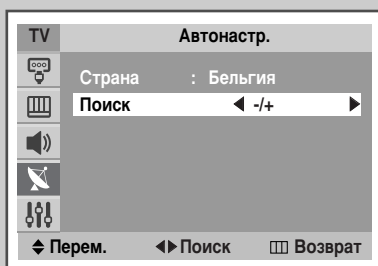 TV Автонастр.
Страна : Бельгия
Поиск -/+
Перем. Поиск Возврат